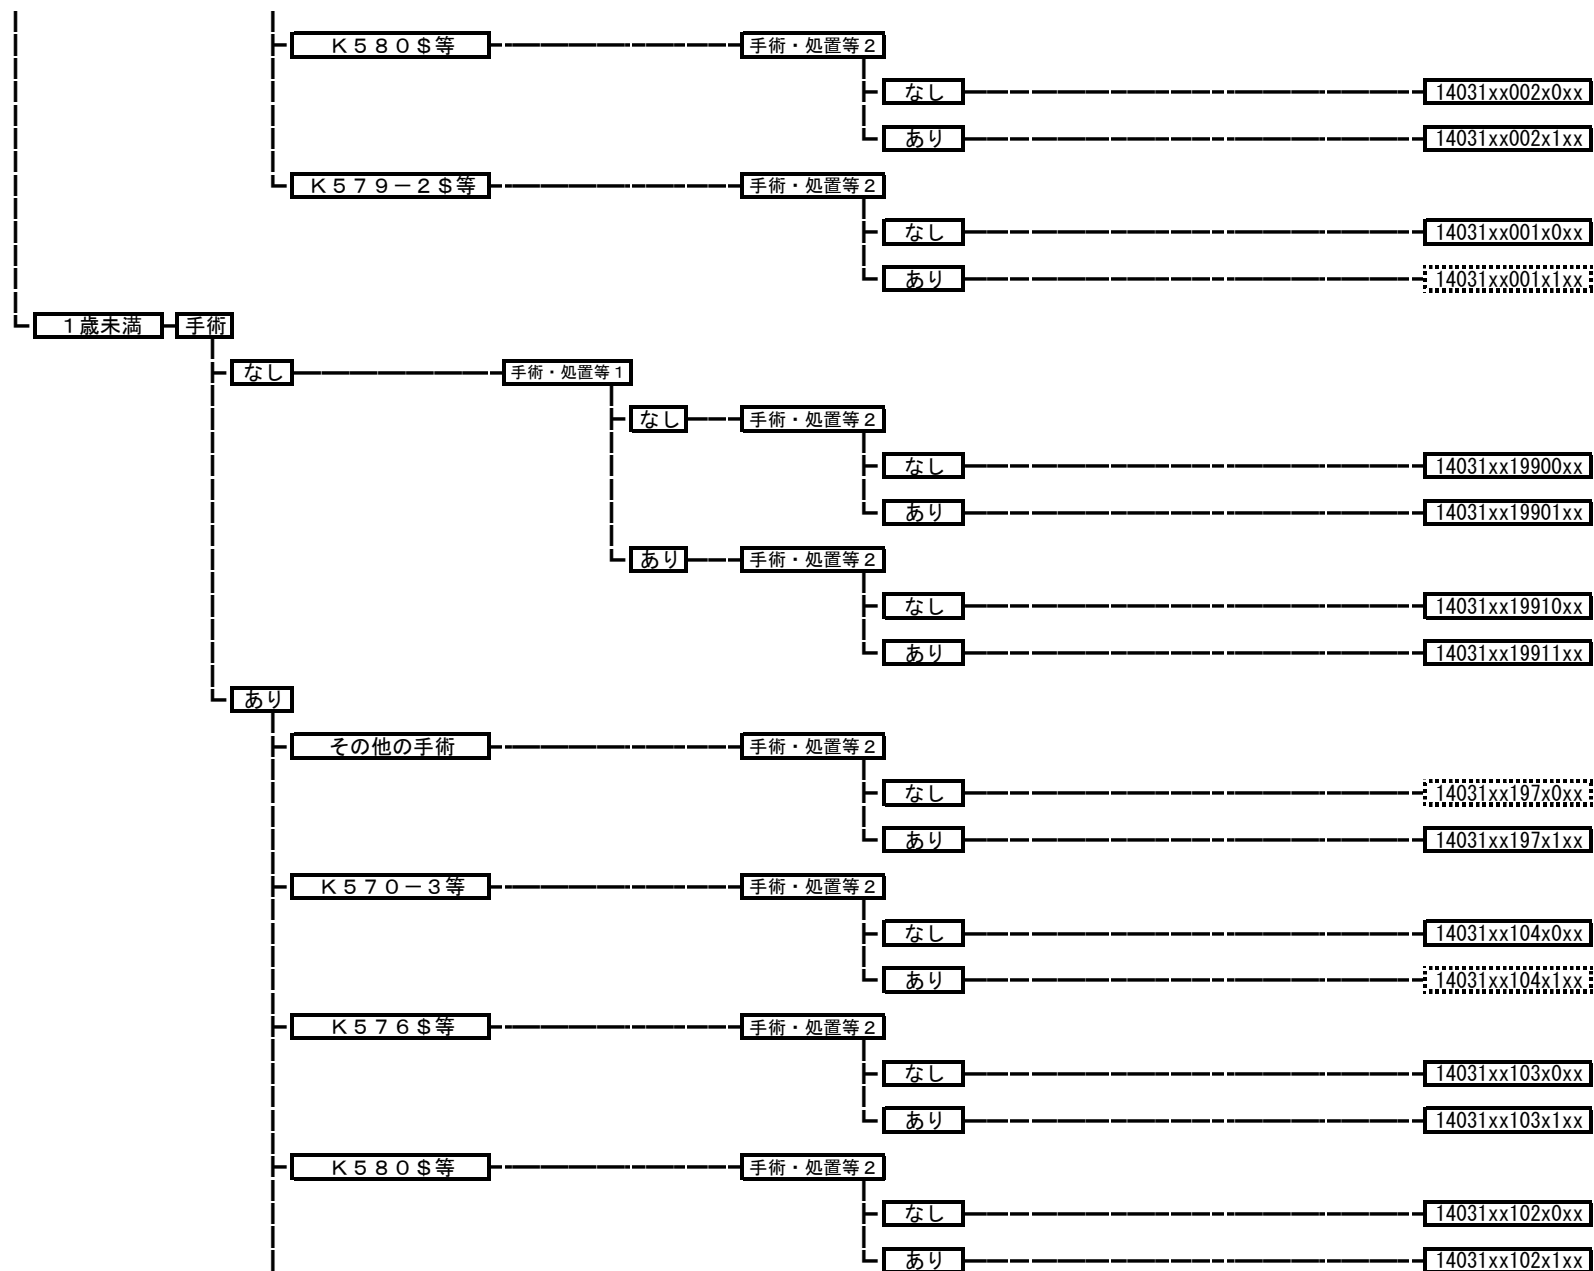 Ｋ５８０＄等 手術・処置等２
なし 14031xx002x0xx
あり 14031xx002x1xx
Ｋ５７９－２＄等 手術・処置等２
なし 14031xx001x0xx
あり 14031xx001x1xx
１歳未満 手術
なし 手術・処置等１
なし 手術・処置等２
なし 14031xx19900xx
あり 14031xx19901xx
あり 手術・処置等２
なし 14031xx19910xx
あり 14031xx19911xx
あり
その他の手術 手術・処置等２
なし 14031xx197x0xx
あり 14031xx197x1xx
Ｋ５７０－３等 手術・処置等２
なし 14031xx104x0xx
あり 14031xx104x1xx
Ｋ５７６＄等 手術・処置等２
なし 14031xx103x0xx
あり 14031xx103x1xx
Ｋ５８０＄等 手術・処置等２
なし 14031xx102x0xx
あり 14031xx102x1xx